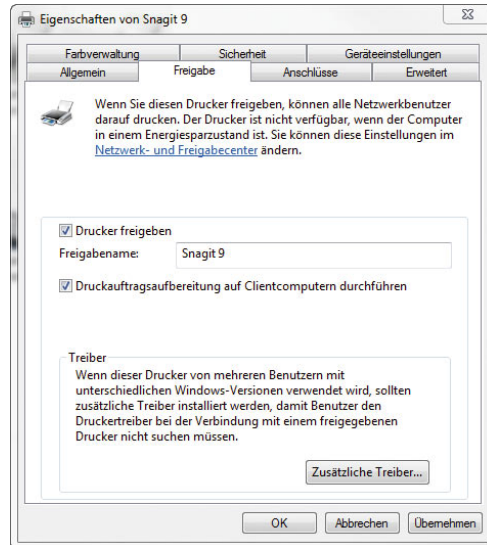 Eigenschaften von Snagit 9
Farbverwaltung Sicherheit Geräteeinstellungen
Allgemein Freigabe Anschlüsse Erweitert
Wenn Sie diesen Drucker freigeben, können alle Netzwerkbenutzer
darauf drucken. Der Drucker ist nicht verfügbar, wenn der Computer
in einem Energiesparzustand ist. Sie können diese Einstellungen im
Netzwerk- und Freigabecenter ändern.
Drucker freigeben
Freigabename: Snagit 9
Druckauftragsaufbereitung auf Clientcomputern durchführen
Treiber
Wenn dieser Drucker von mehreren Benutzern mit
unterschiedlichen Windows-Versionen verwendet wird, sollten
zusätzliche Treiber installiert werden, damit Benutzer den
Druckertreiber bei der Verbindung mit einem freigegebenen
Drucker nicht suchen müssen.
Zusätzliche Treiber...
OK Abbrechen Übernehmen